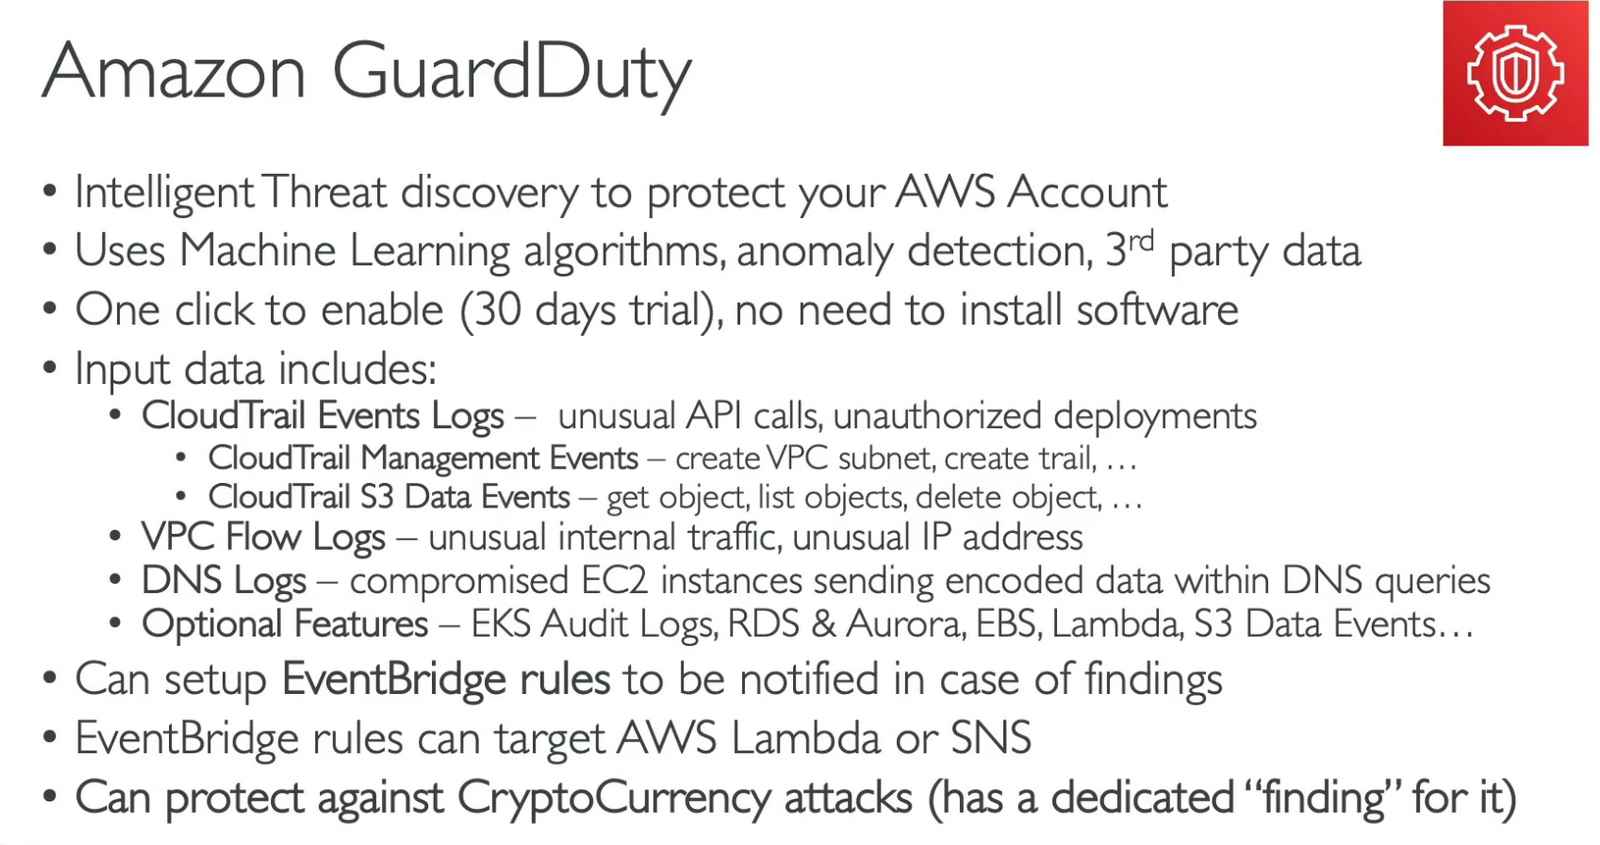 Amazon GuardDuty
• Intelligent Threat discovery to protect your AWS Account
• Uses Machine Learning algorithms, anomaly detection, 3rd party data
• One click to enable (30 days trial), no need to install software
• Input data includes:
• CloudTrail Events Logs – unusual API calls, unauthorized deployments
• CloudTrail Management Events – create VPC subnet, create trail, …
• CloudTrail S3 Data Events – get object, list objects, delete object, …
• VPC Flow Logs – unusual internal traffic, unusual IP address
• DNS Logs – compromised EC2 instances sending encoded data within DNS queries
• Optional Features – EKS Audit Logs, RDS & Aurora, EBS, Lambda, S3 Data Events…
• Can setup EventBridge rules to be notified in case of findings
• EventBridge rules can target AWS Lambda or SNS
• Can protect against CryptoCurrency attacks (has a dedicated “finding” for it)